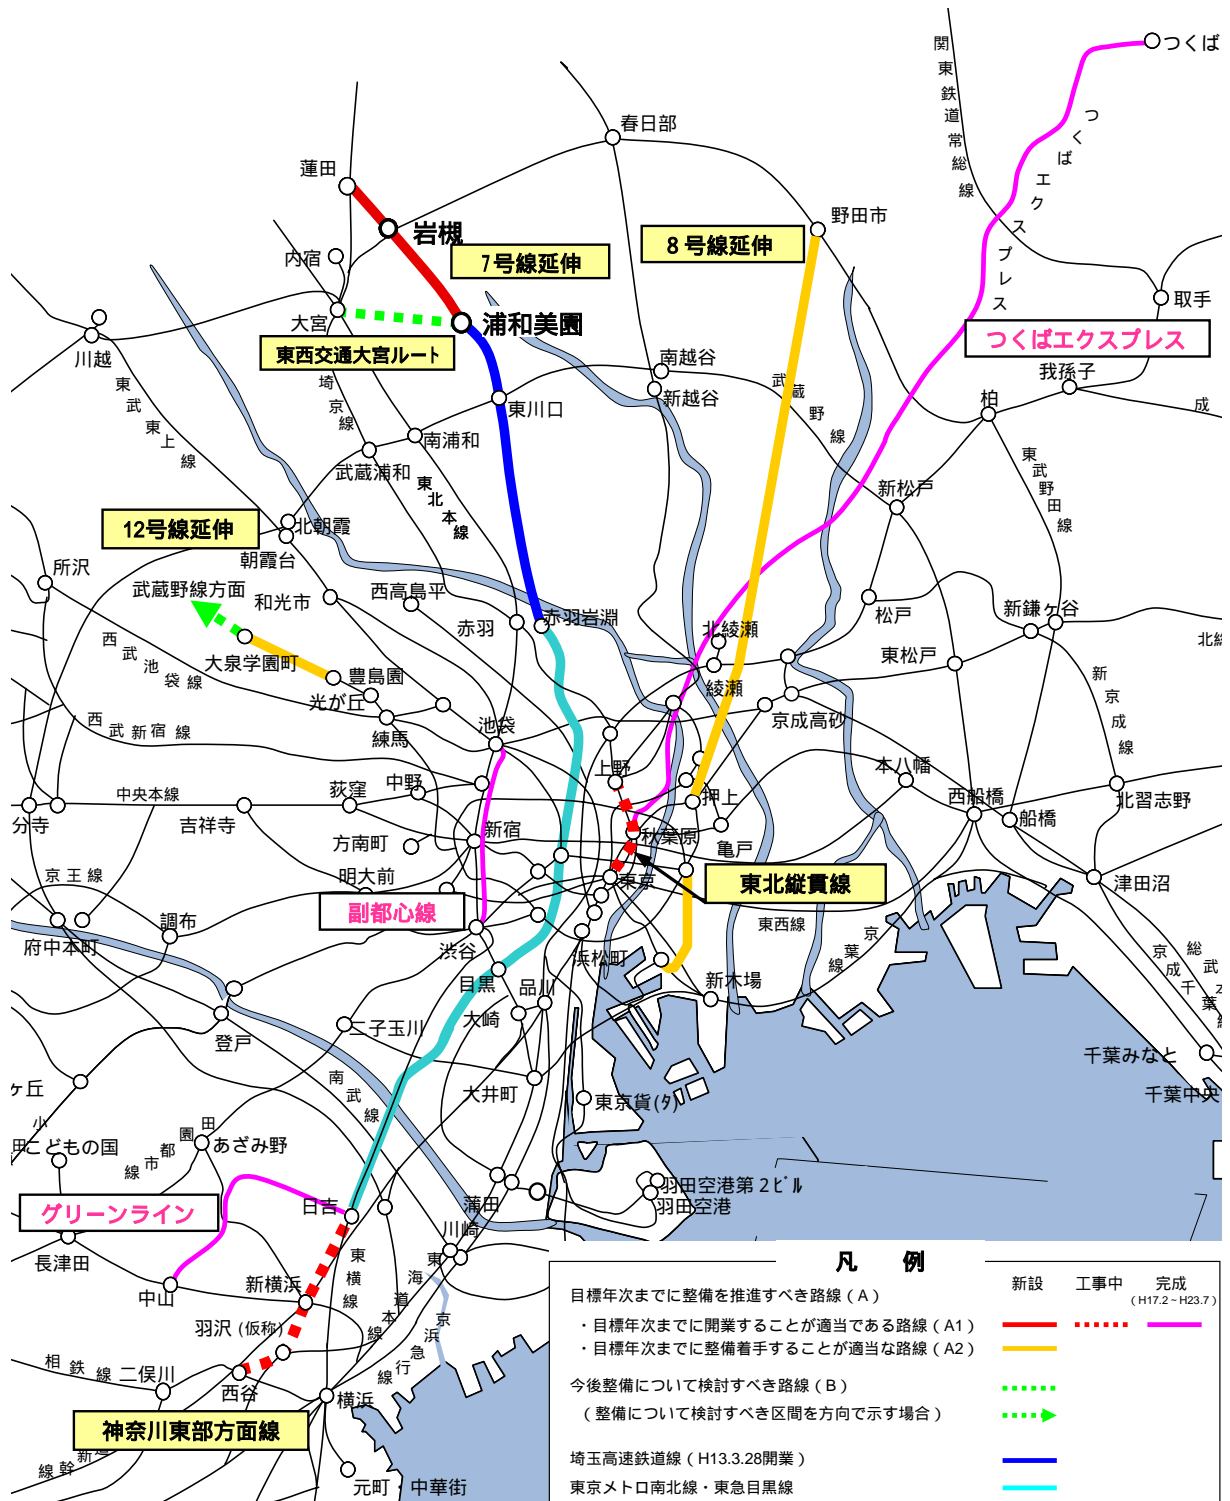 つくば
関東鉄道常総線
つくばエクスプレス
春日部
蓮田
野田市
岩槻
8号線延伸
7号線延伸
内宿
取手
大宮
浦和美園
つくばエクスプレス
川越
東西交通大宮ルート
南越谷
我孫子
東武東上線
埼京線
新越谷
武蔵野線
東川口
柏
成
南浦和
武蔵浦和
東武野田線
東北本線
新松戸
12号線延伸
北朝霞
朝霞台
所沢
武蔵野線方面
和光市
西高島平
赤羽
赤羽岩淵
松戸
新鎌ヶ谷
北綾瀬
東松戸
北総
西武池袋線
大泉学園町
豊島園
綾瀬
新京成線
光が丘
京成高砂
西武新宿線
練馬
池袋
上野
本八幡
中央本線
荻窪
中野
押上
西船橋
北習志野
分寺
吉祥寺
新宿
秋葉原
船橋
方南町
亀戸
京王線
明大前
東京
東北縦貫線
津田沼
副都心線
東西線
調布
府中本町
渋谷
浜松町
京葉線
京成千葉線
総武本
目黒
品川
新木場
大崎
二子玉川
登戸
千葉みなと
ヶ丘
南武線
大井町
東京貨(タ)
千葉中央
小田
こどもの国
田園都市線
あざみ野
羽田空港第2ビル
羽田空港
グリーンライン
日吉
蒲田
川崎
長津田
東横線
東海道本線
京浜急行線
中山
新横浜
羽沢(仮称)
相鉄線
二俣川
西谷
横浜
神奈川東部方面線
新幹線
元町・中華街
凡 例
新設 工事中 完成
(H17.2~H23.7)
目標年次までに整備を推進すべき路線(A)
・目標年次までに開業することが適当である路線(A1)
・目標年次までに整備着手することが適当な路線(A2)
今後整備について検討すべき路線(B)
(整備について検討すべき区間を方向で示す場合)
埼玉高速鉄道線(H13.3.28開業)
東京メトロ南北線・東急目黒線